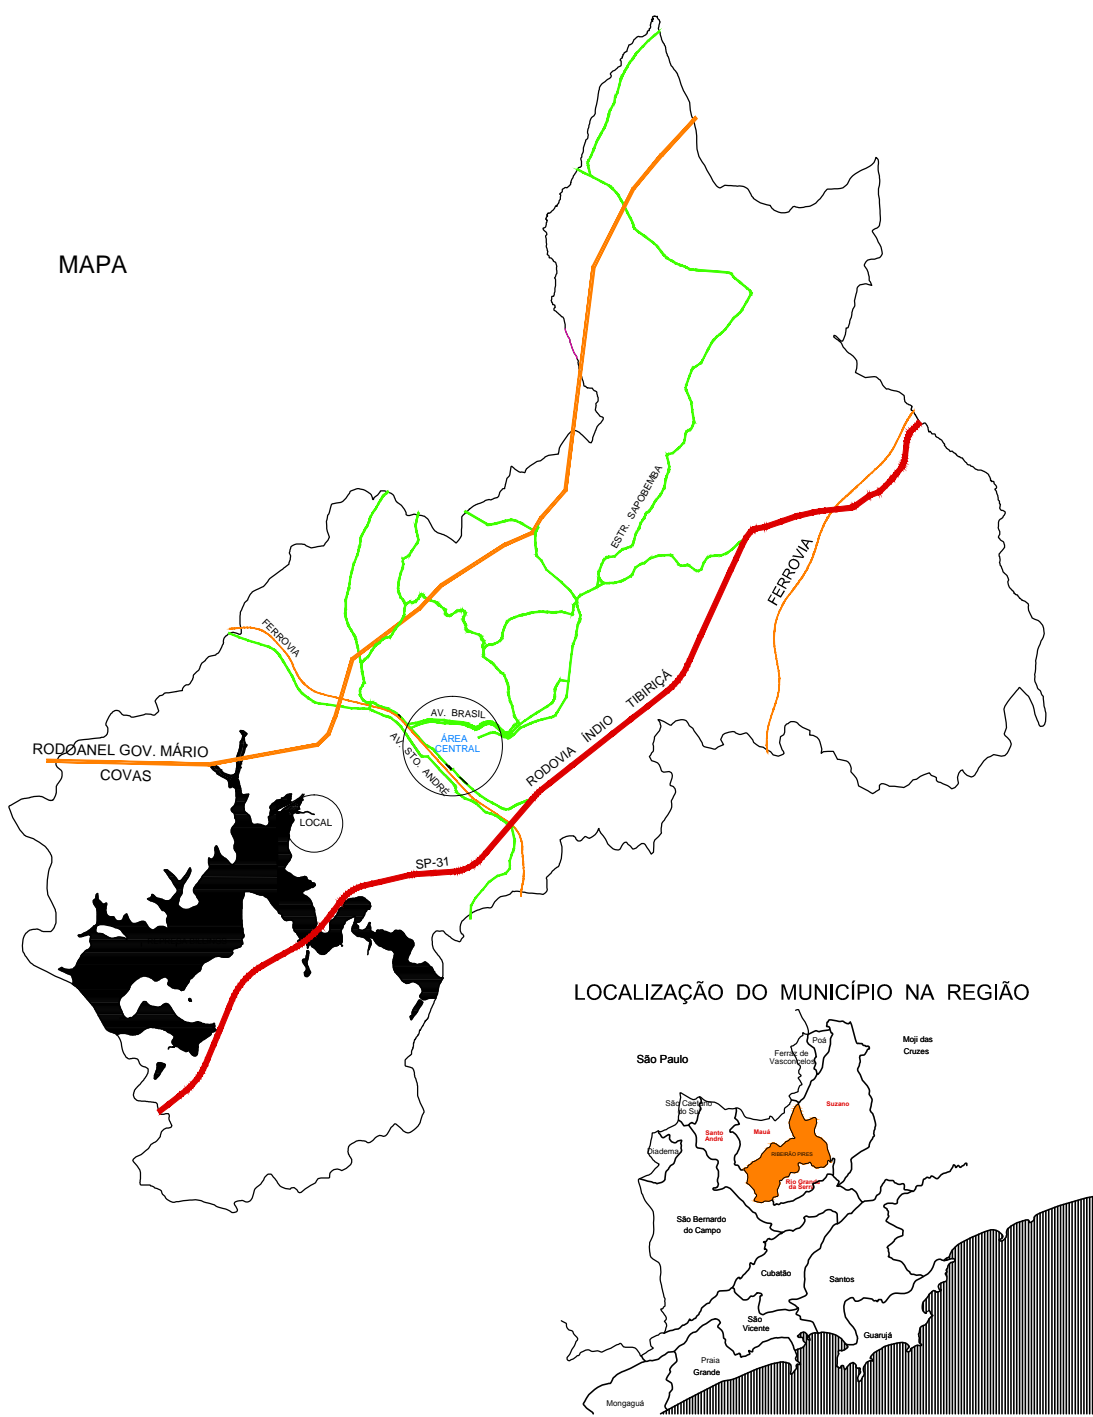 MAPA
ESTR. SAPOBEMBA
FERROVIA
FERROVIA
AV. BRASIL
ÁREA
CENTRAL
AV. STO. ANDRÉ
RODOVIA ÍNDIO TIBIRIÇÁ
RODOANEL GOV. MÁRIO
COVAS
LOCAL
SP-31
LOCALIZAÇÃO DO MUNICÍPIO NA REGIÃO
Poá
Moji das
Cruzes
Ferraz de
Vasconcelos
São Paulo
São Caetano
do Sul
Suzano
Santo
André
Mauá
Diadema
RIBEIRÃO PIRES
Rio Grande
da Serra
São Bernardo
do Campo
Cubatão
Santos
São
Vicente
Guarujá
Praia
Grande
Mongaguá